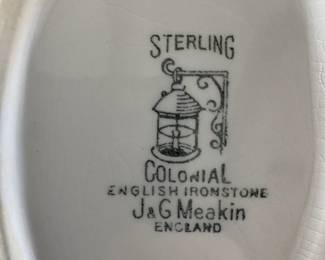 STERLING
COLONIAL
ENGLISH IRONSTONE
J&G Meakin
ENGLAND